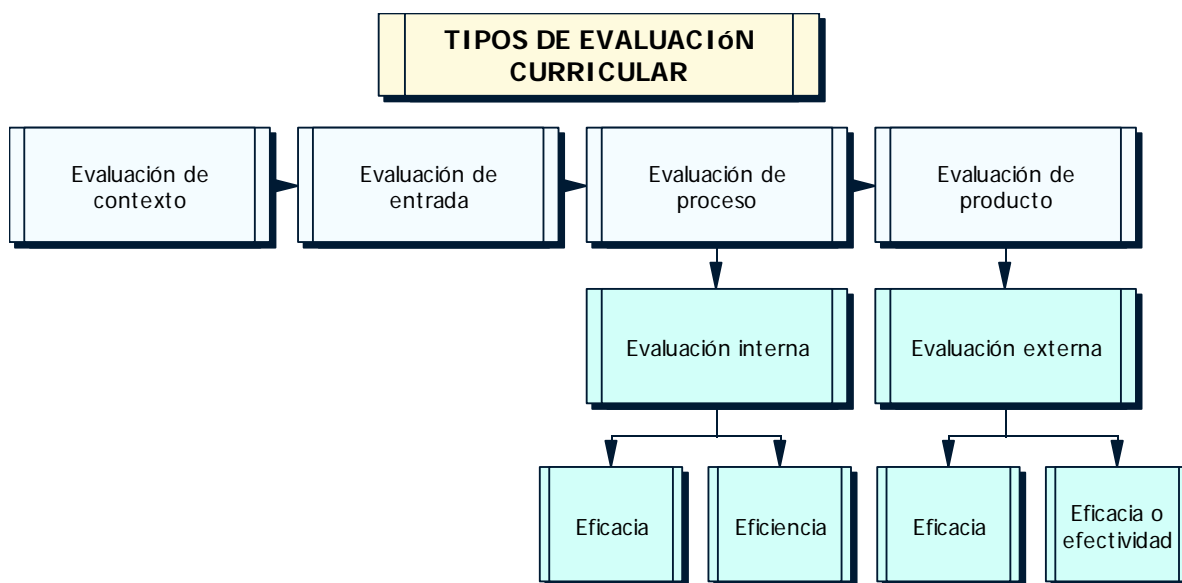 TIPOS DE EVALUACIóN
CURRICULAR
Evaluación de
contexto
Evaluación de
entrada
Evaluación de
proceso
Evaluación de
producto
Evaluación interna
Evaluación externa
Eficacia
Eficiencia
Eficacia
Eficacia o
efectividad